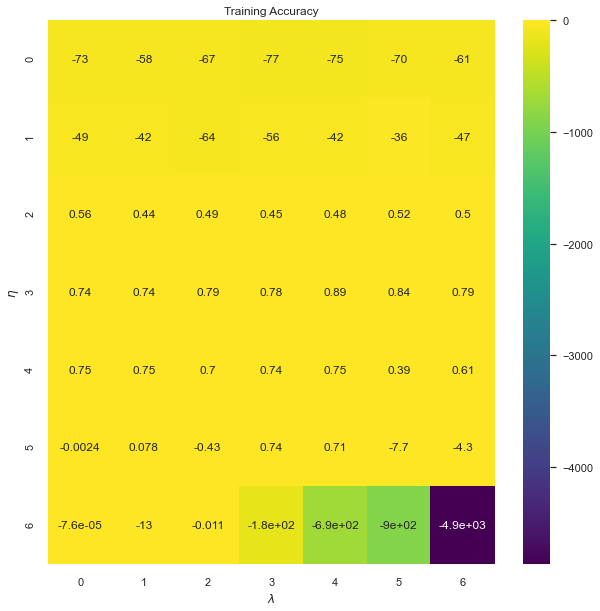 Training Accuracy
0 -73 -58 -67 -77 -75 -70 -61
1 -49 -42 -64 -56 -42 -36 -47
2 0.56 0.44 0.49 0.45 0.48 0.52 0.5
3 0.74 0.74 0.79 0.78 0.89 0.84 0.79
4 0.75 0.75 0.7 0.74 0.75 0.39 0.61
5 -0.0024 0.078 -0.43 0.74 0.71 -7.7 -4.3
6 -7.6e-05 -13 -0.011 -1.8e+02 -6.9e+02 -9e+02 -4.9e+03
0 1 2 3 4 5 6
λ
η
0
−1000
−2000
−3000
−4000